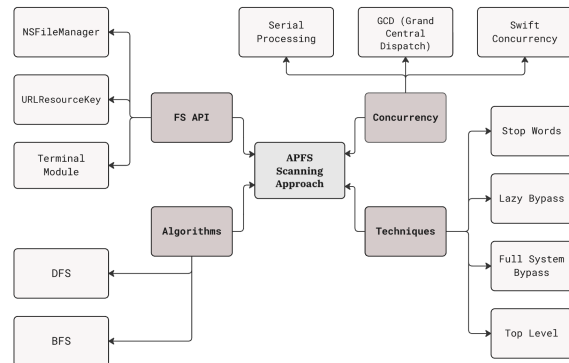 NSFileManager
Serial
Processing
GCD (Grand
Central
Dispatch)
Swift
Concurrency
URLResourceKey
FS API
Concurrency
Stop Words
Terminal
Module
APFS
Scanning
Approach
Lazy Bypass
Algorithms
Techniques
DFS
Full System
Bypass
BFS
Top Level